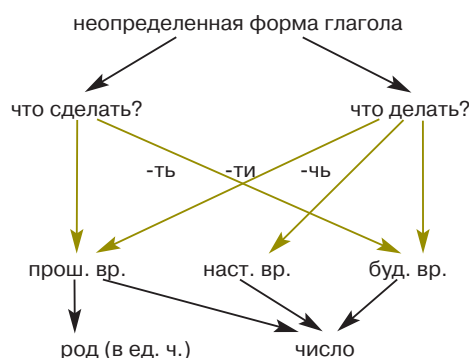 неопределенная форма глагола
что сделать? что делать?
-ть -ти -чь
прош. вр. наст. вр. буд. вр.
род (в ед. ч.) число